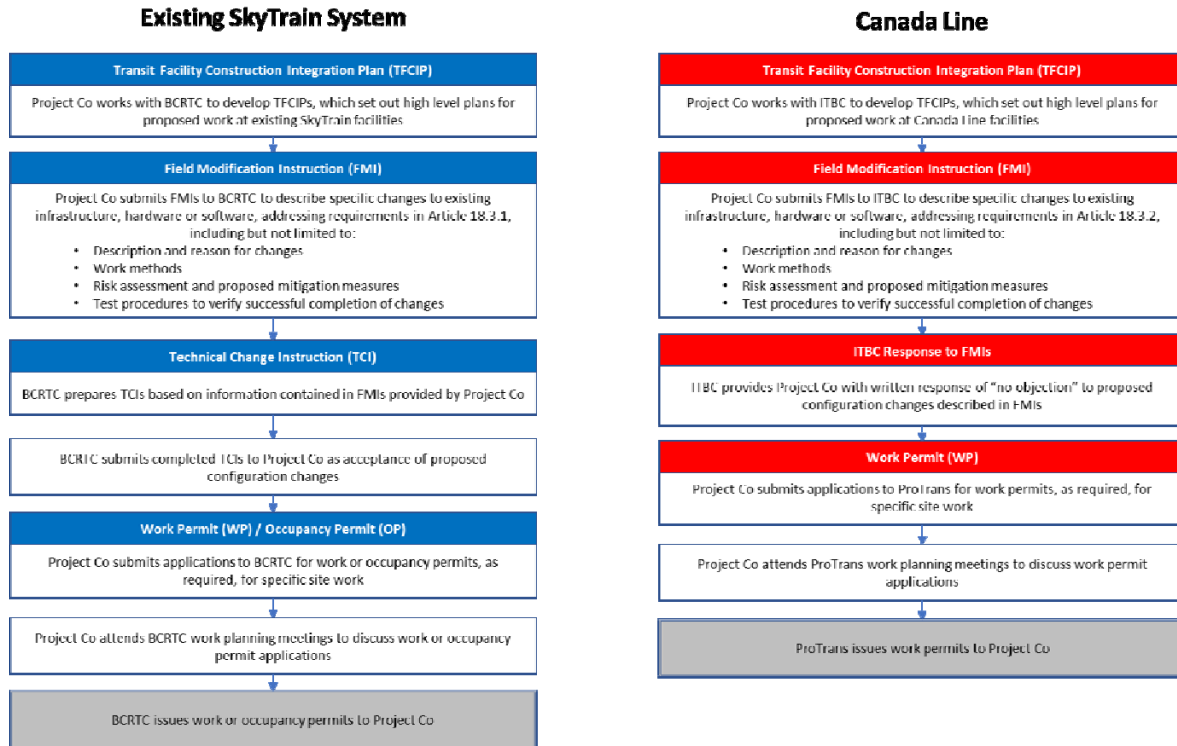 Existing SkyTrain System
Transit Facility Construction Integration Plan (TFCIP)
Project Co works with BCRTC to develop TFCIPs, which set out high level plans for
proposed work at existing SkyTrain facilities
Field Modification Instruction (FMI)
Project Co submits FMIs to BCRTC to describe specific changes to existing
infrastructure, hardware or software, addressing requirements in Article 18.3.1,
including but not limited to:
• Description and reason for changes
• Work methods
• Risk assessment and proposed mitigation measures
• Test procedures to verify successful completion of changes
Technical Change Instruction (TCI)
BCRTC prepares TCIs based on information contained in FMIs provided by Project Co
BCRTC submits completed TCIs to Project Co as acceptance of proposed
configuration changes
Work Permit (WP) / Occupancy Permit (OP)
Project Co submits applications to BCRTC for work or occupancy permits, as
required, for specific site work
Project Co attends BCRTC work planning meetings to discuss work or occupancy
permit applications
BCRTC issues work or occupancy permits to Project Co
Canada Line
Transit Facility Construction Integration Plan (TFCIP)
Project Co works with ITBC to develop TFCIPs, which set out high level plans for
proposed work at Canada Line facilities
Field Modification Instruction (FMI)
Project Co submits FMIs to ITBC to describe specific changes to existing
infrastructure, hardware or software, addressing requirements in Article 18.3.2,
including but not limited to:
• Description and reason for changes
• Work methods
• Risk assessment and proposed mitigation measures
• Test procedures to verify successful completion of changes
ITBC Response to FMIs
ITBC provides Project Co with written response of "no objection" to proposed
configuration changes described in FMIs
Work Permit (WP)
Project Co submits applications to ProTrans for work permits, as required, for
specific site work
Project Co attends ProTrans work planning meetings to discuss work permit
applications
ProTrans issues work permits to Project Co